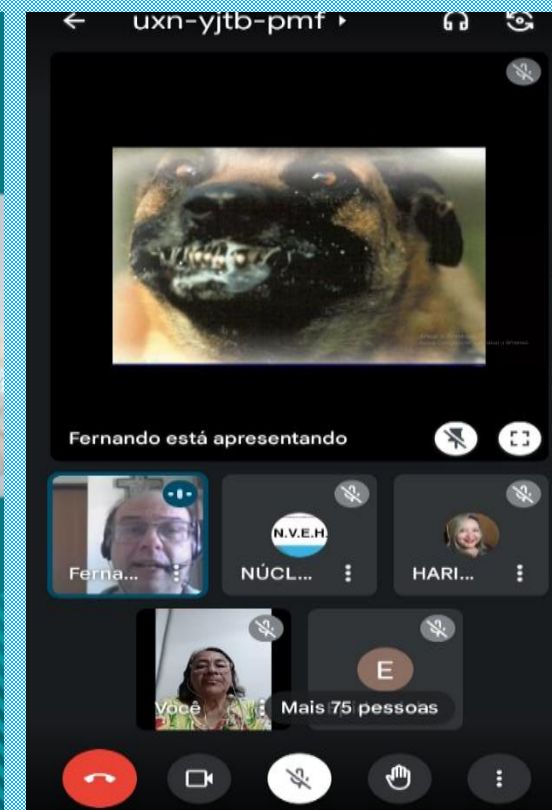 uxn-yjtb-pmf
Fernando está apresentando
N.V.E.H.
Ferna...
NÚCL...
HARI...
E
Você
Mais 75 pessoas